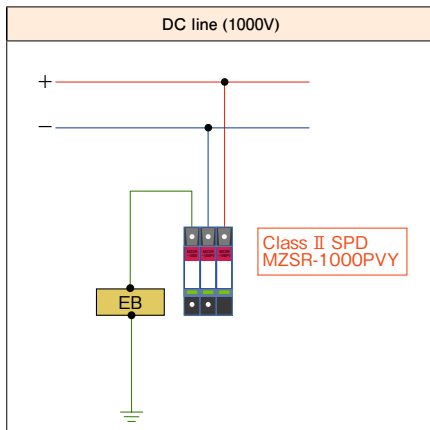 DC line (1000V)
+
−
Class Ⅱ SPD
MZSR-1000PVY
EB